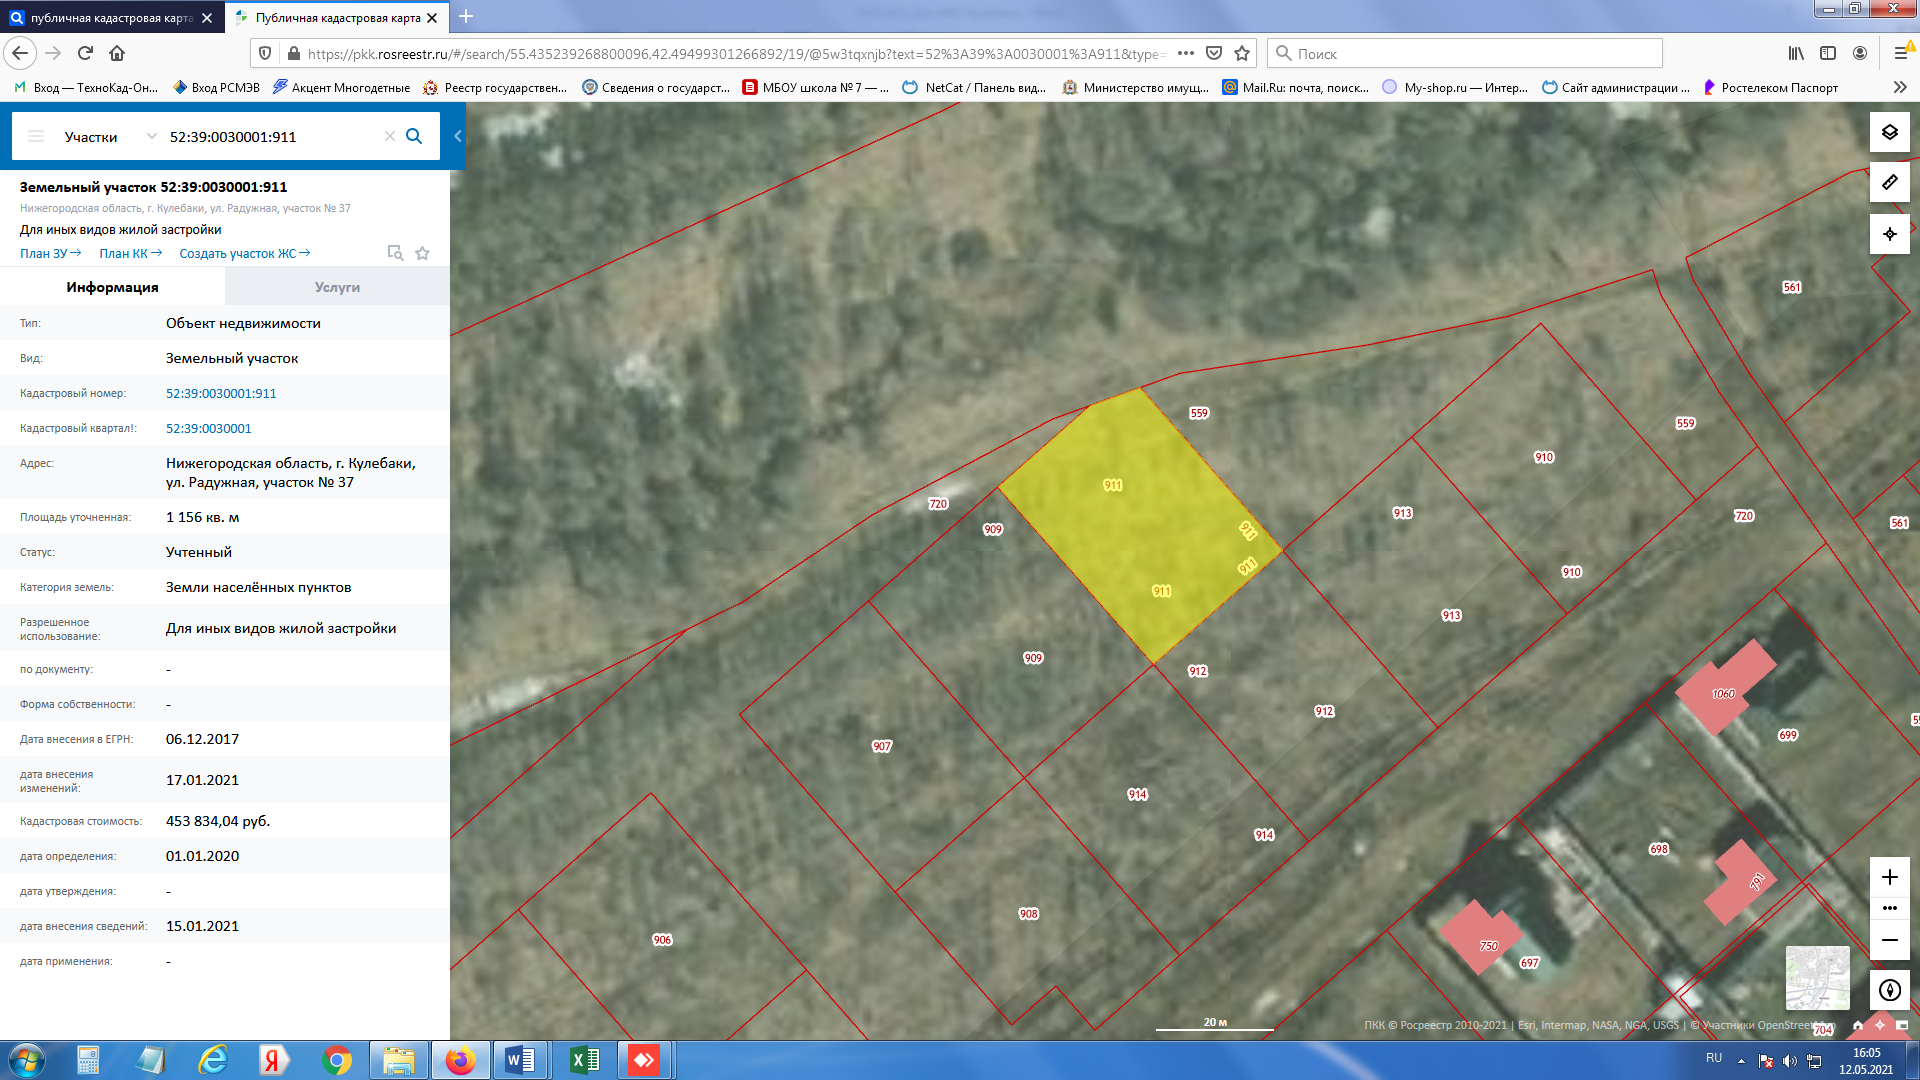 публичная кадастровая карта
Публичная кадастровая карта
https://pkk.rosreestr.ru/#/search/55.435239268800096,42.49499301266892/19/@5w3tqxnjb?text=52%3A39%3A0030001%3A911&type=
Поиск
Вход — ТехноКад-Он...
Вход РСМЭВ
Акцент Многодетные
Реестр государствен...
Сведения о государст...
МБОУ школа № 7 — ...
NetCat / Панель вид...
Министерство имущ...
Mail.Ru: почта, поиск...
My-shop.ru — Интер...
Сайт администрации ...
Ростелеком Паспорт
Участки
52:39:0030001:911
Земельный участок 52:39:0030001:911
Нижегородская область, г. Кулебаки, ул. Радужная, участок № 37
Для иных видов жилой застройки
План ЗУ →
План КК →
Создать участок ЖС →
Информация
Услуги
Тип: Объект недвижимости
Вид: Земельный участок
Кадастровый номер: 52:39:0030001:911
Кадастровый квартал!: 52:39:0030001
Адрес: Нижегородская область, г. Кулебаки,
ул. Радужная, участок № 37
Площадь уточненная: 1 156 кв. м
Статус: Учтенный
Категория земель: Земли населённых пунктов
Разрешенное
использование: Для иных видов жилой застройки
по документу: -
Форма собственности: -
Дата внесения в ЕГРН: 06.12.2017
дата внесения
изменений: 17.01.2021
Кадастровая стоимость: 453 834,04 руб.
дата определения: 01.01.2020
дата утверждения: -
дата внесения сведений: 15.01.2021
дата применения: -
561
559
559
910
911
720
913
720
561
909
911
911
910
911
913
909
912
1060
912
699
907
914
914
698
791
908
906
750
697
704
20 м
ПКК © Росреестр 2010-2021 | Esri, Intermap, NASA, NGA, USGS | © Участники OpenStreetMap
RU
16:05
12.05.2021